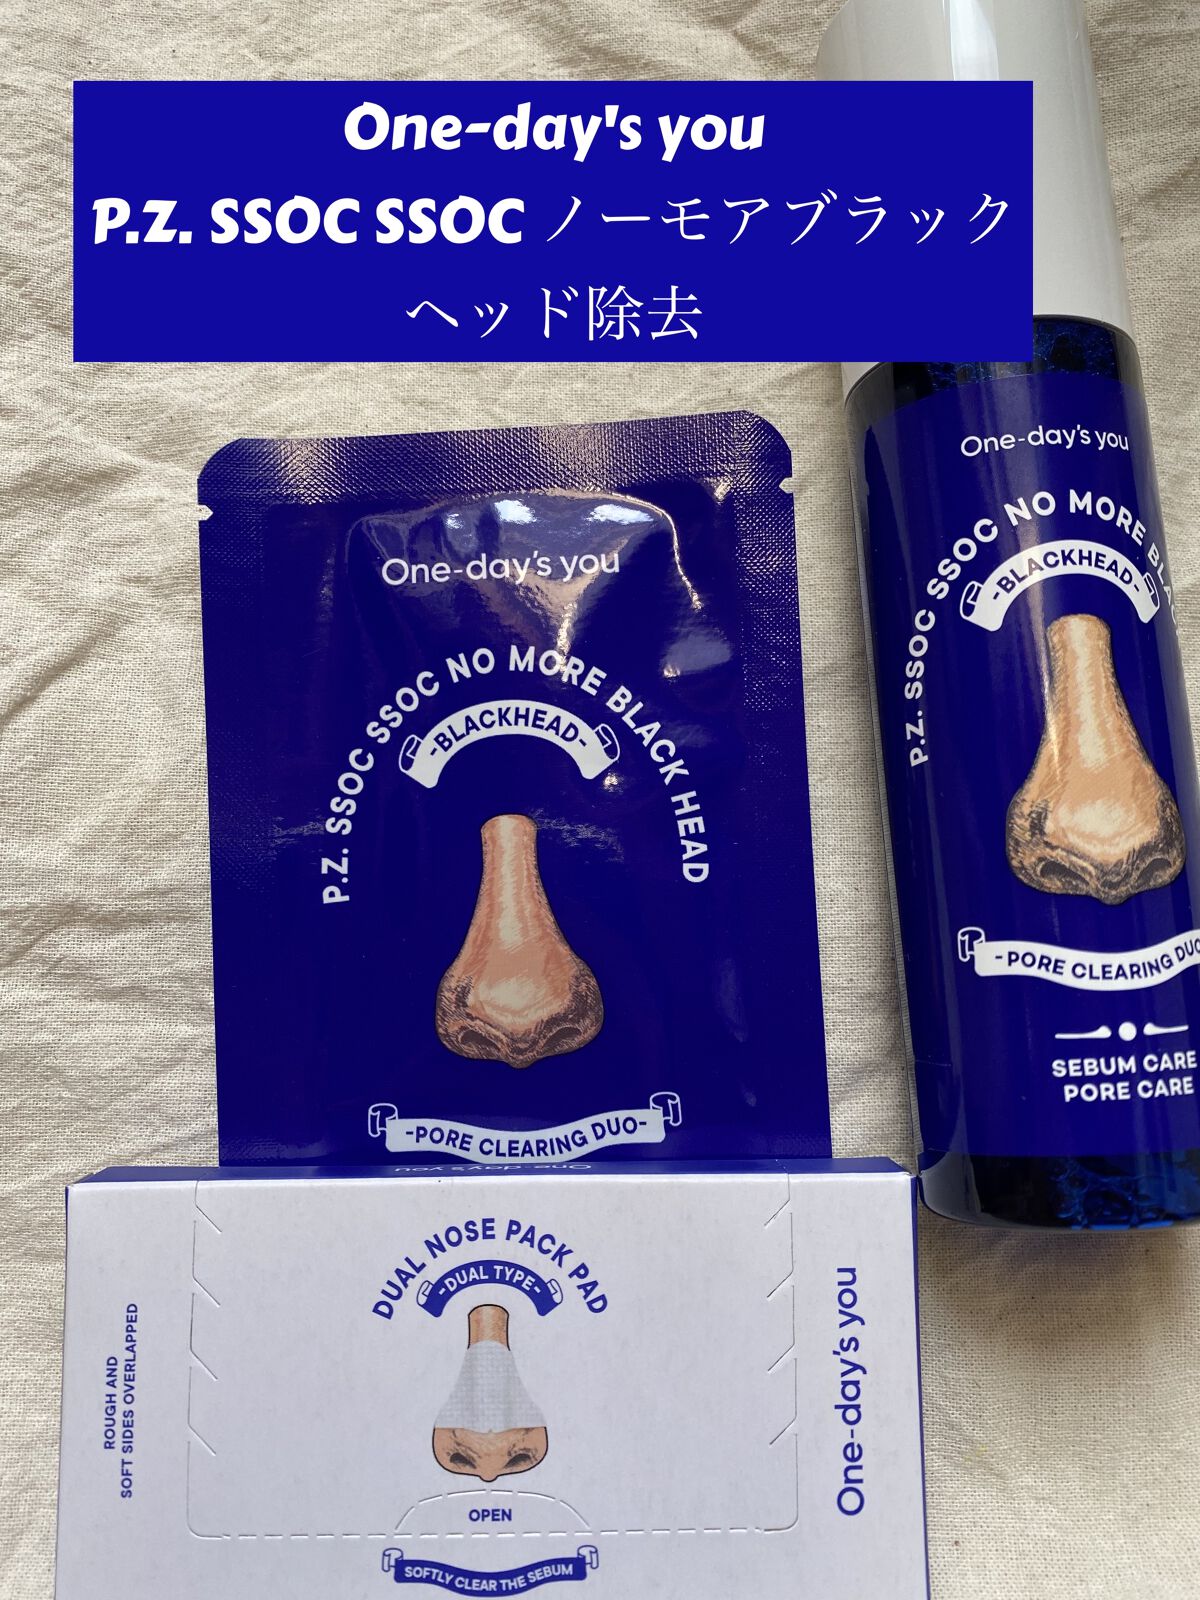 One-day's you
P.Z. SSOC SSOC ノーモアブラック
ヘッド除去
One-day's you
P.Z. SSOC SSOC NO MORE BLACK HEAD
-BLACKHEAD-
-PORE CLEARING DUO-
One-day's you
P.Z. SSOC SSOC NO MORE BLAC
-BLACKHEAD-
-PORE CLEARING DUO
SEBUM CARE
PORE CARE
One-day's you
DUAL NOSE PACK PAD
-DUAL TYPE-
ROUGH AND
SOFT SIDES OVERLAPPED
OPEN
SOFTLY CLEAR THE SEBUM
One-day's you